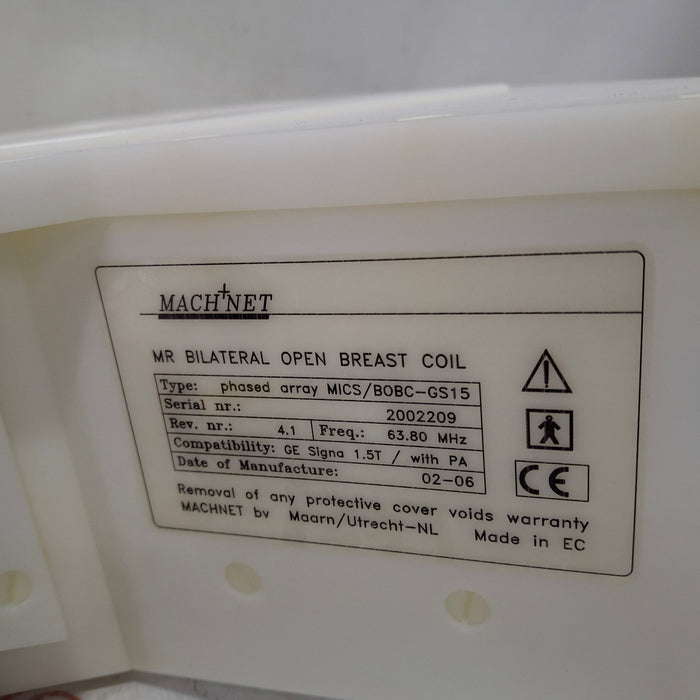 MACHNET
MR BILATERAL OPEN BREAST COIL
Type: phased array MICS/BOBC-GS15
Serial nr.: 2002209
Rev. nr.: 4.1 Freq.: 63.80 MHz
Compatibility: GE Signa 1.5T / with PA
Date of Manufacture: 02-06
Removal of any protective cover voids warranty
MACHNET bv Maarn/Utrecht-NL Made in EC
CE